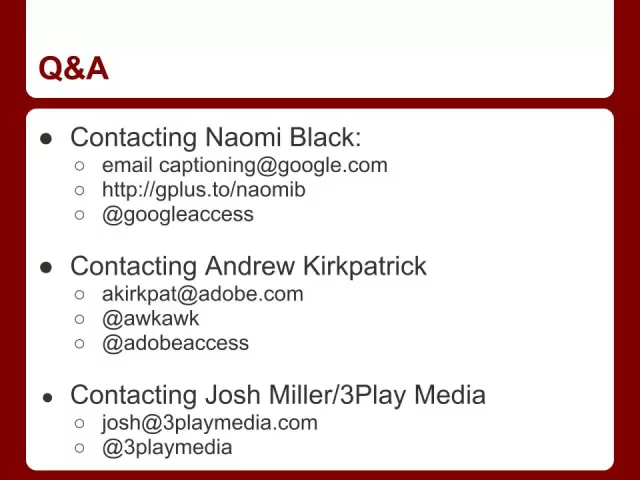 Q&A
● Contacting Naomi Black:
○ email captioning@google.com
○ http://gplus.to/naomib
○ @googleaccess
● Contacting Andrew Kirkpatrick
○ akirkpat@adobe.com
○ @awkawk
○ @adobeaccess
● Contacting Josh Miller/3Play Media
○ josh@3playmedia.com
○ @3playmedia